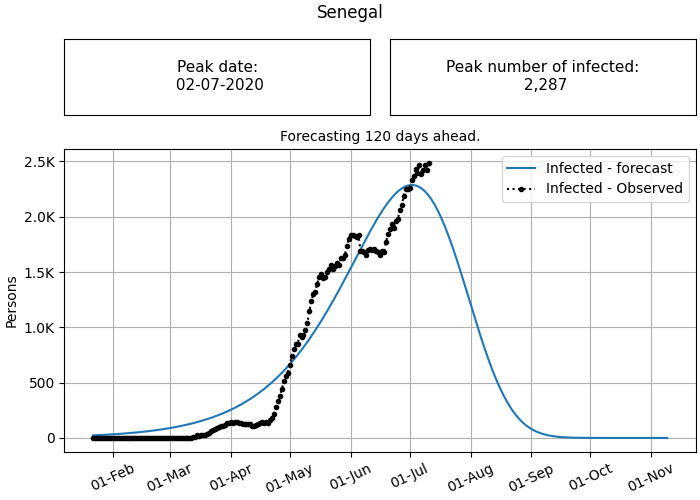 Senegal
Peak date:
02-07-2020
Peak number of infected:
2,287
Forecasting 120 days ahead.
2.5K
2.0K
1.5K
1.0K
500
0
Persons
Infected - forecast
Infected - Observed
01-Feb
01-Mar
01-Apr
01-May
01-Jun
01-Jul
01-Aug
01-Sep
01-Oct
01-Nov